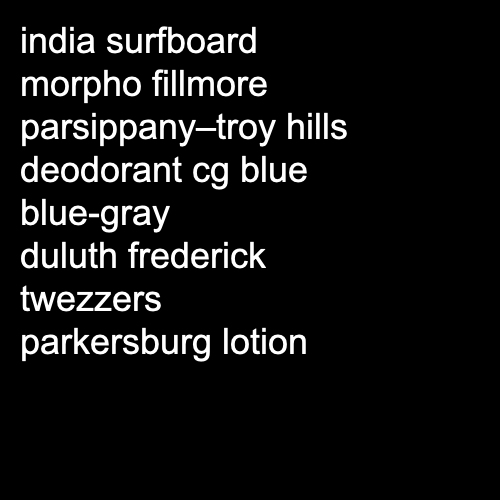 india surfboard
morpho fillmore
parsippany–troy hills
deodorant cg blue
blue-gray
duluth frederick
twezzers
parkersburg lotion